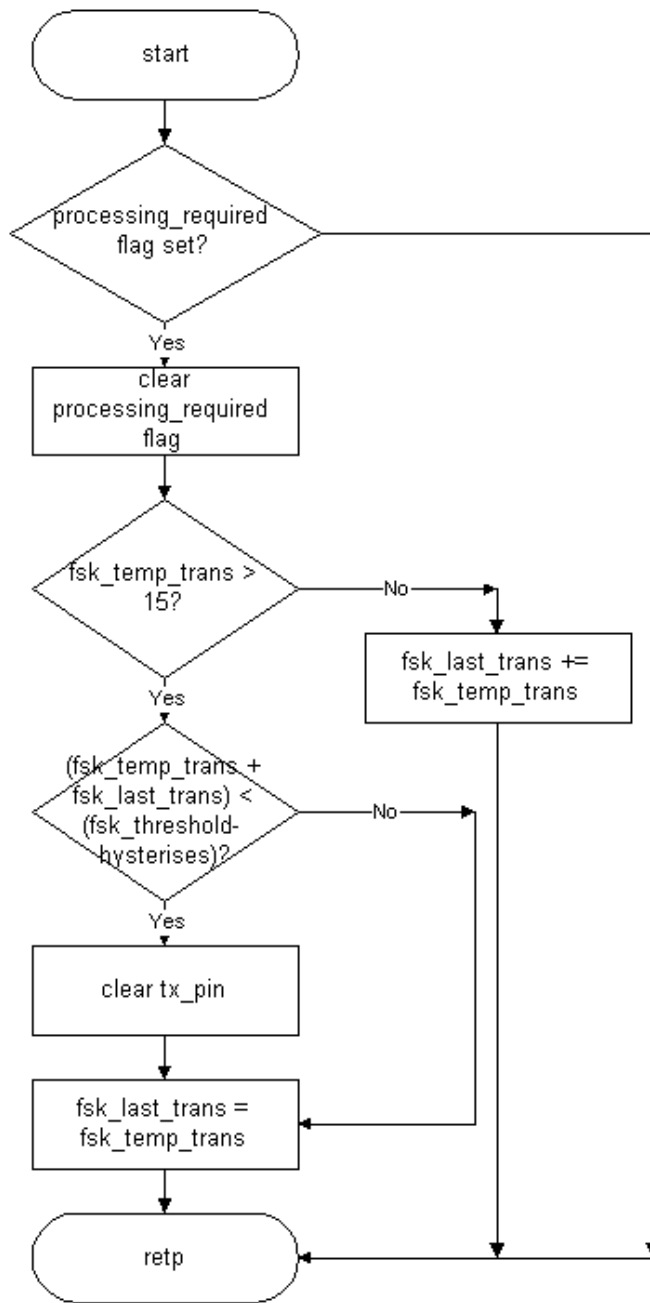 start
processing_required
flag set?
Yes
clear
processing_required
flag
fsk_temp_trans >
15?
No
fsk_last_trans +=
fsk_temp_trans
Yes
(fsk_temp_trans +
fsk_last_trans) <
(fsk_threshold-
hysterises)?
No
Yes
clear tx_pin
fsk_last_trans =
fsk_temp_trans
retp